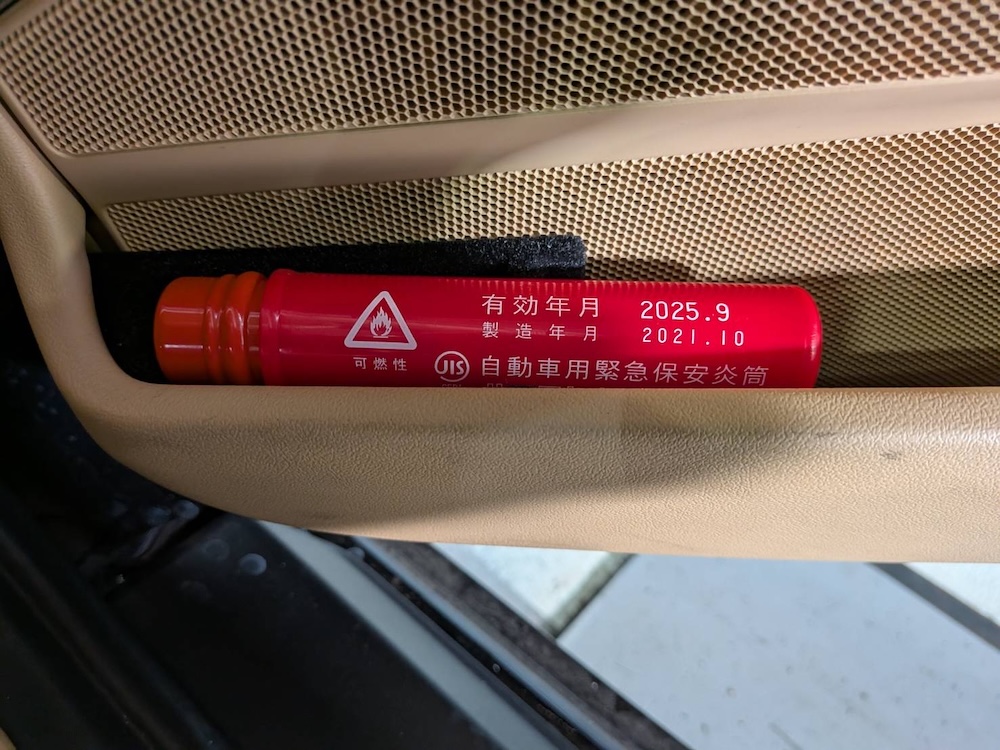 有効年月 2025.9
製造年月 2021.10
可燃性
JIS 自動車用緊急保安炎筒